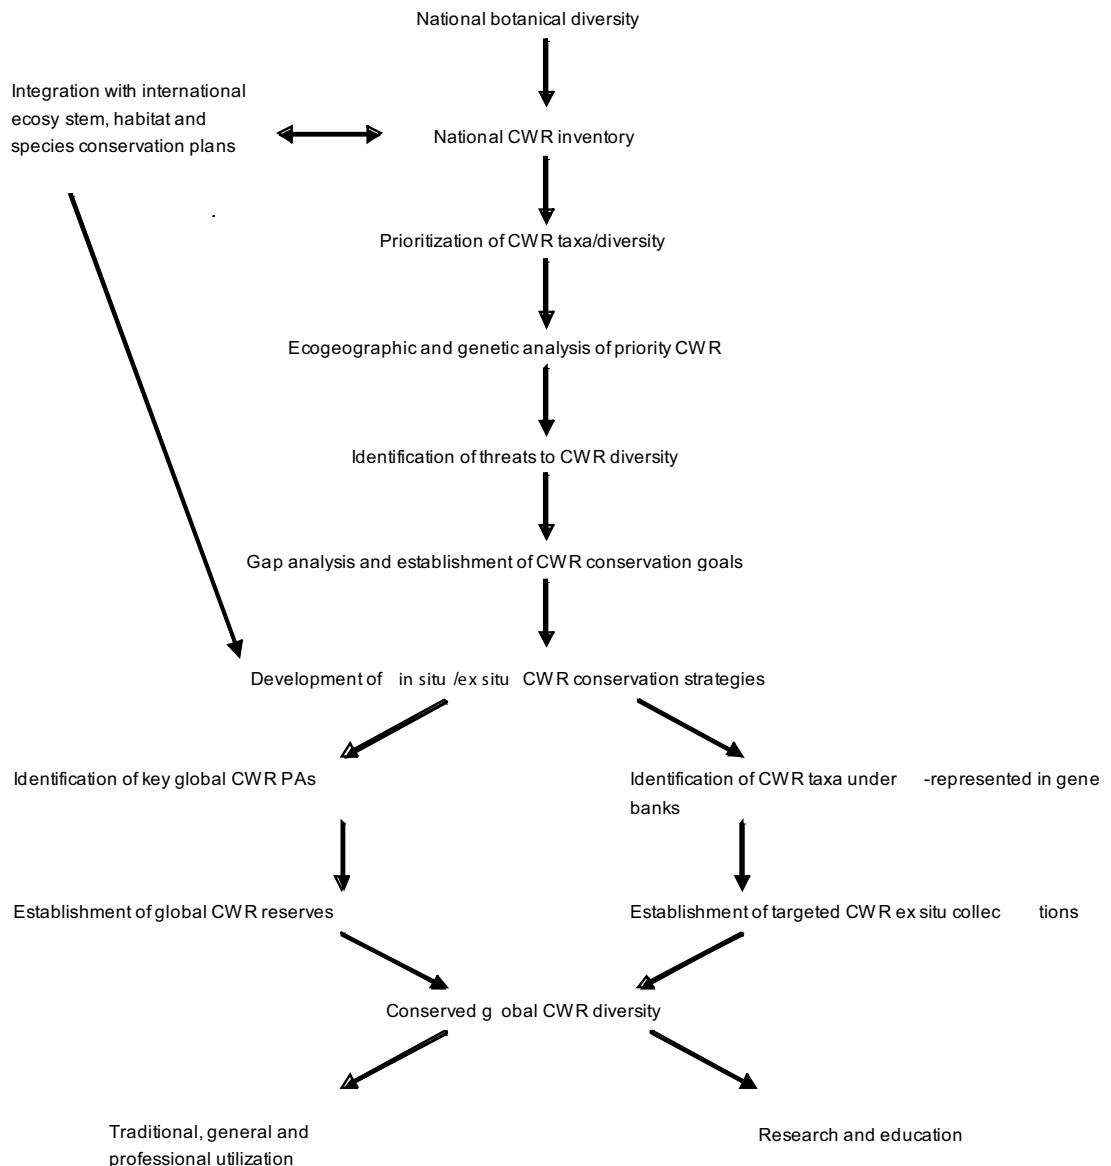 National botanical diversity
Integration with international
ecosy stem, habitat and
species conservation plans
National CWR inventory
Prioritization of CWR taxa/diversity
Ecogeographic and genetic analysis of priority CWR
Identification of threats to CWR diversity
Gap analysis and establishment of CWR conservation goals
Development of in situ /ex situ CWR conservation strategies
Identification of key global CWR PAs
Identification of CWR taxa under -represented in gene
banks
Establishment of global CWR reserves
Establishment of targeted CWR ex situ collec tions
Conserved g obal CWR diversity
Traditional, general and
professional utilization
Research and education